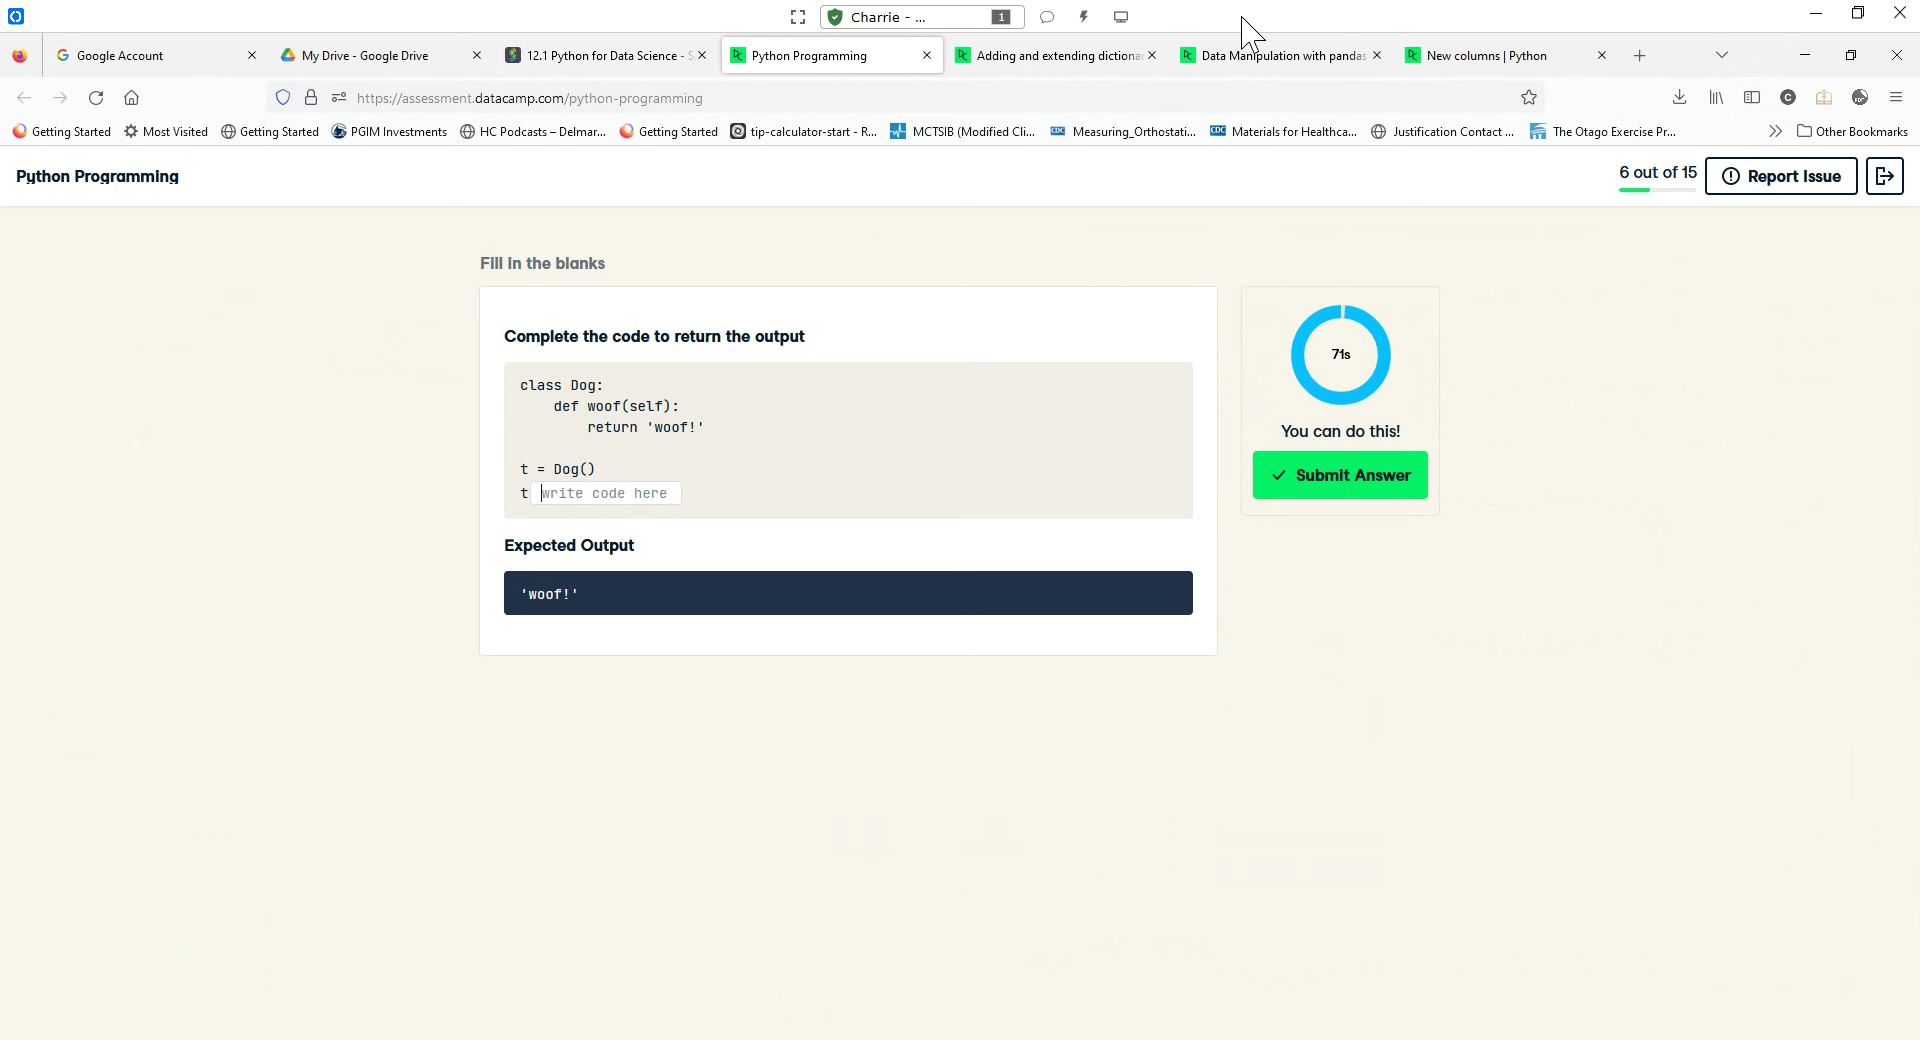 Charrie - ...
1
Google Account
My Drive - Google Drive
12.1 Python for Data Science - S
Python Programming
Adding and extending dictionar
Data Manipulation with pandas
New columns | Python
https://assessment.datacamp.com/python-programming
C
PDF
Getting Started
Most Visited
Getting Started
PGIM Investments
HC Podcasts – Delmar...
Getting Started
tip-calculator-start - R...
MCTSIB (Modified Cli...
CDC
Measuring_Orthostati...
CDC
Materials for Healthca...
Justification Contact ...
The Otago Exercise Pr...
Other Bookmarks
Python Programming
6 out of 15
Report Issue
Fill in the blanks
Complete the code to return the output
class Dog:
    def woof(self):
        return 'woof!'
t = Dog()
t write code here
Expected Output
'woof!'
71s
You can do this!
Submit Answer